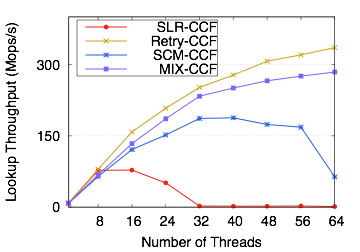 SLR-CCF
Retry-CCF
SCM-CCF
MIX-CCF
Lookup Throughput (Mops/s)
300
150
0
8 16 24 32 40 48 56 64
Number of Threads